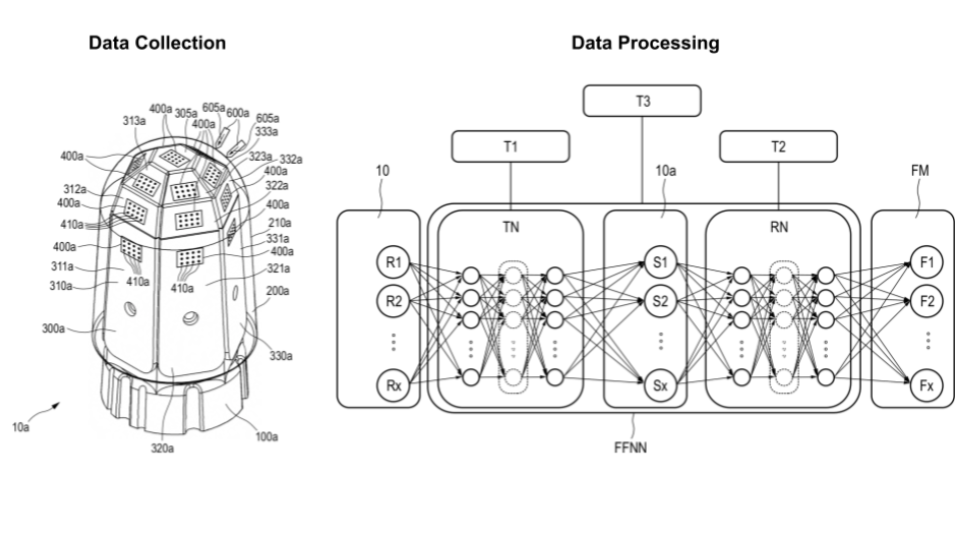 Data Collection
Data Processing
400a
305a
605a
600a
605a
313a
400a
333a
400a
323a
332a
400a
312a
322a
400a
400a
410a
210a
400a
331a
400a
311a
321a
310a
410a
410a
200a
300a
330a
10a
100a
320a
T3
T1
T2
10
10a
FM
TN
RN
R1
S1
F1
R2
S2
F2
Rx
Sx
Fx
FFNN